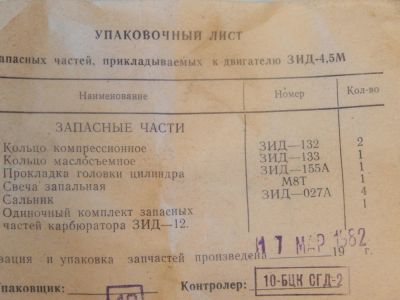 УПАКОВОЧНЫЙ ЛИСТ
апасных частей, прикладываемых к двигателю ЗИД-4,5М
Наименование Номер Кол-во
ЗАПАСНЫЕ ЧАСТИ
Кольцо компрессионное ЗИД—132 2
Кольцо маслосъемное ЗИД—133 1
Прокладка головки цилиндра ЗИД—155А 1
Свеча запальная М8Т 1
Сальник ЗИД—027А 4
Одиночный комплект запасных 1
частей карбюратора ЗИД—12.
вация и упаковка запчастей произведена 19 г.
17 МАР 1982
Упаковщик: Контролер: 10-БЦК СГД-2